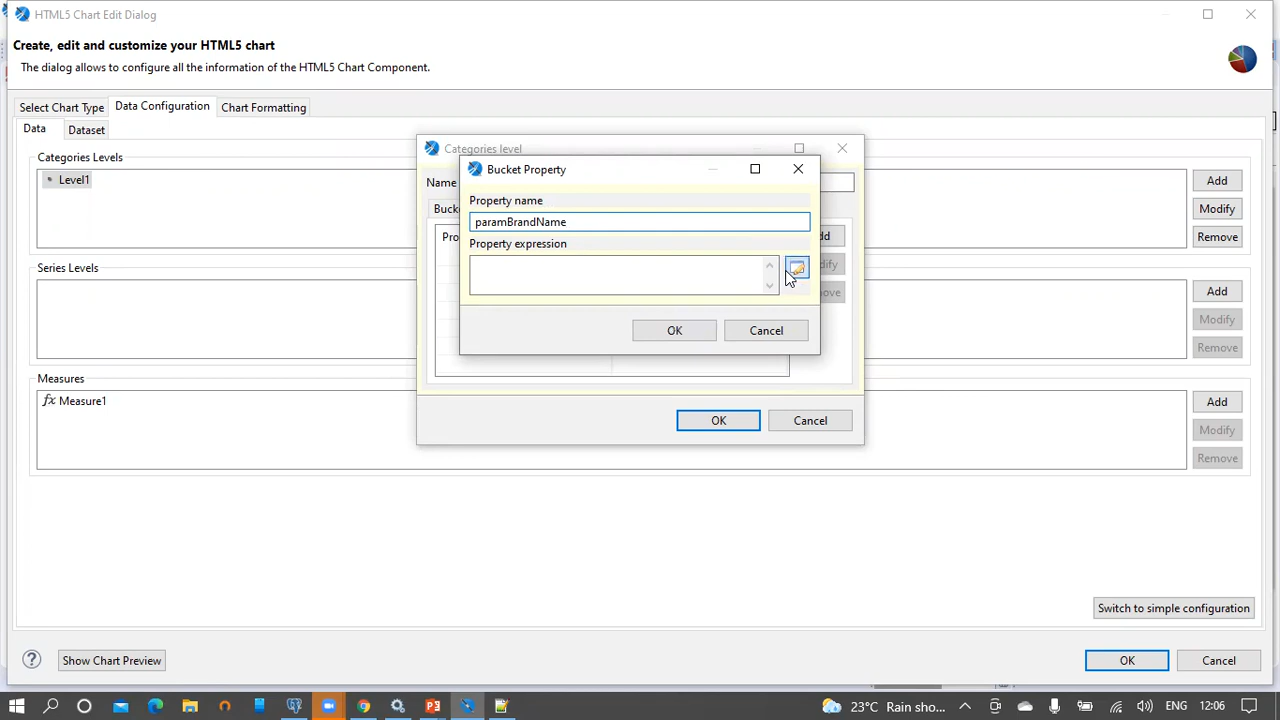 HTML5 Chart Edit Dialog
Create, edit and customize your HTML5 chart
The dialog allows to configure all the information of the HTML5 Chart Component.
Select Chart Type
Data Configuration
Chart Formatting
Data
Dataset
Categories Levels
Level1
Add
Modify
Remove
Series Levels
Add
Modify
Remove
Measures
fx Measure1
Add
Modify
Remove
Categories level
Name
OK
Cancel
Bucket Property
Property name
paramBrandName
Property expression
OK
Cancel
Switch to simple configuration
Show Chart Preview
OK
Cancel
23°C Rain sho...
ENG
12:06